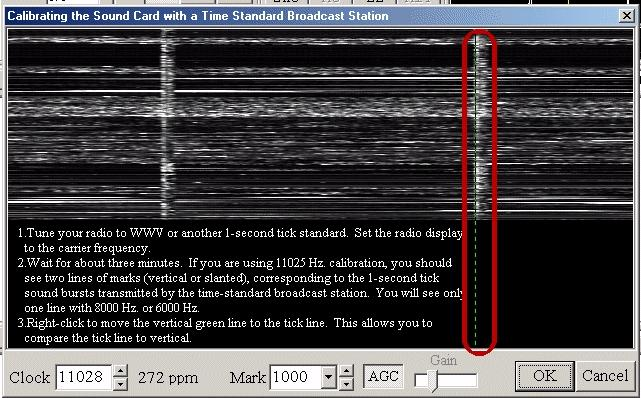 Calibrating the Sound Card with a Time Standard Broadcast Station
1.Tune your radio to WWV or another 1-second tick standard.  Set the radio display
to the carrier frequency.
2.Wait for about three minutes.  If you are using 11025 Hz. calibration, you should
see two lines of marks (vertical or slanted), corresponding to the 1-second tick
sound bursts transmitted by the time-standard broadcast station.  You will see only
one line with 8000 Hz. or 6000 Hz.
3.Right-click to move the vertical green line to the tick line.  This allows you to
compare the tick line to vertical.
Gain
Clock 11028 272 ppm Mark 1000 AGC OK Cancel